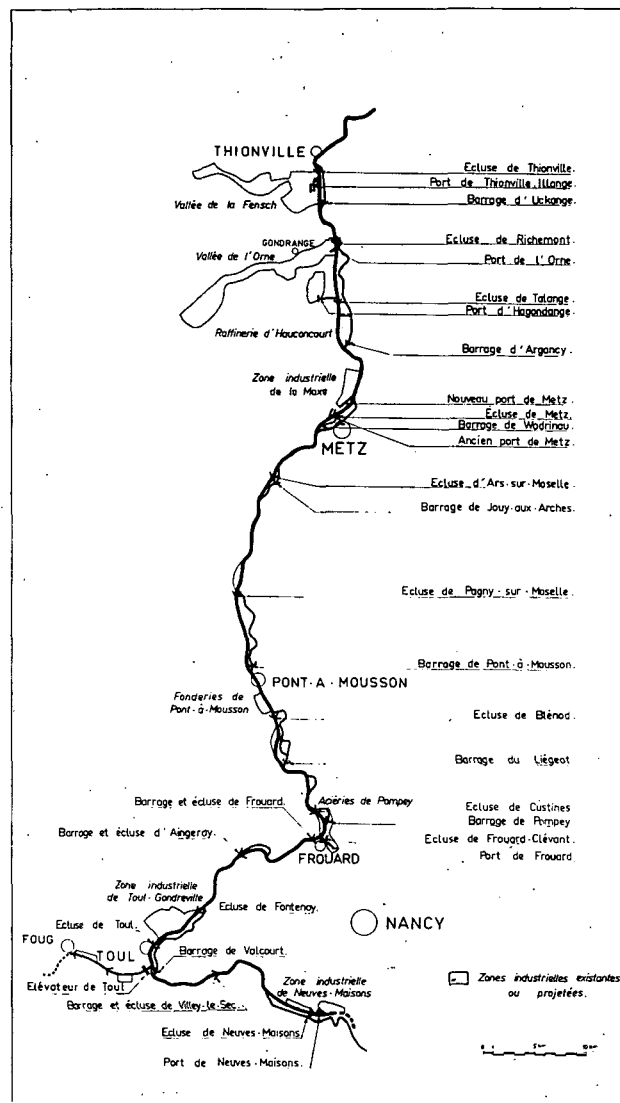 THIONVILLE
Ecluse de Thionville.
Port de Thionville.Illange.
Barrage d'Uckange.
Vallée de la Fensch
GONDRANGE
Vallée de l'Orne
Ecluse de Richemont.
Port de l'Orne.
Ecluse de Talange.
Port d'Hagondange.
Raffinerie d'Hauconcourt
Barrage d'Argancy.
Zone industrielle
de la Maxe
Nouveau port de Metz.
Écluse de Metz.
Barrage de Wadrinau.
Ancien port de Metz.
METZ
Ecluse d'Ars-sur-Moselle.
Barrage de Jouy-aux-Arches.
Ecluse de Pagny-sur-Moselle.
Barrage de Pont-à-Mousson.
PONT-A-MOUSSON
Fonderies de
Pont-à-Mousson
Ecluse de Blénod.
Barrage du Liégeot
Barrage et écluse de Frouard.
Aciéries de Pompey
Ecluse de Custines
Barrage de Pompey
Ecluse de Frouard-Clévant.
Port de Frouard.
Barrage et écluse d'Aingeray.
FROUARD
Zone industrielle
de Toul-Gondreville
Ecluse de Fontenoy.
Ecluse de Toul.
NANCY
FOUG
TOUL
Barrage de Valcourt.
Elévateur de Toul
Barrage et écluse de Villey-le-Sec.
Zone industrielle
de Neuves-Maisons
Zones industrielles existantes
ou projetées.
Ecluse de Neuves-Maisons
Port de Neuves-Maisons
0 1 5km 10km